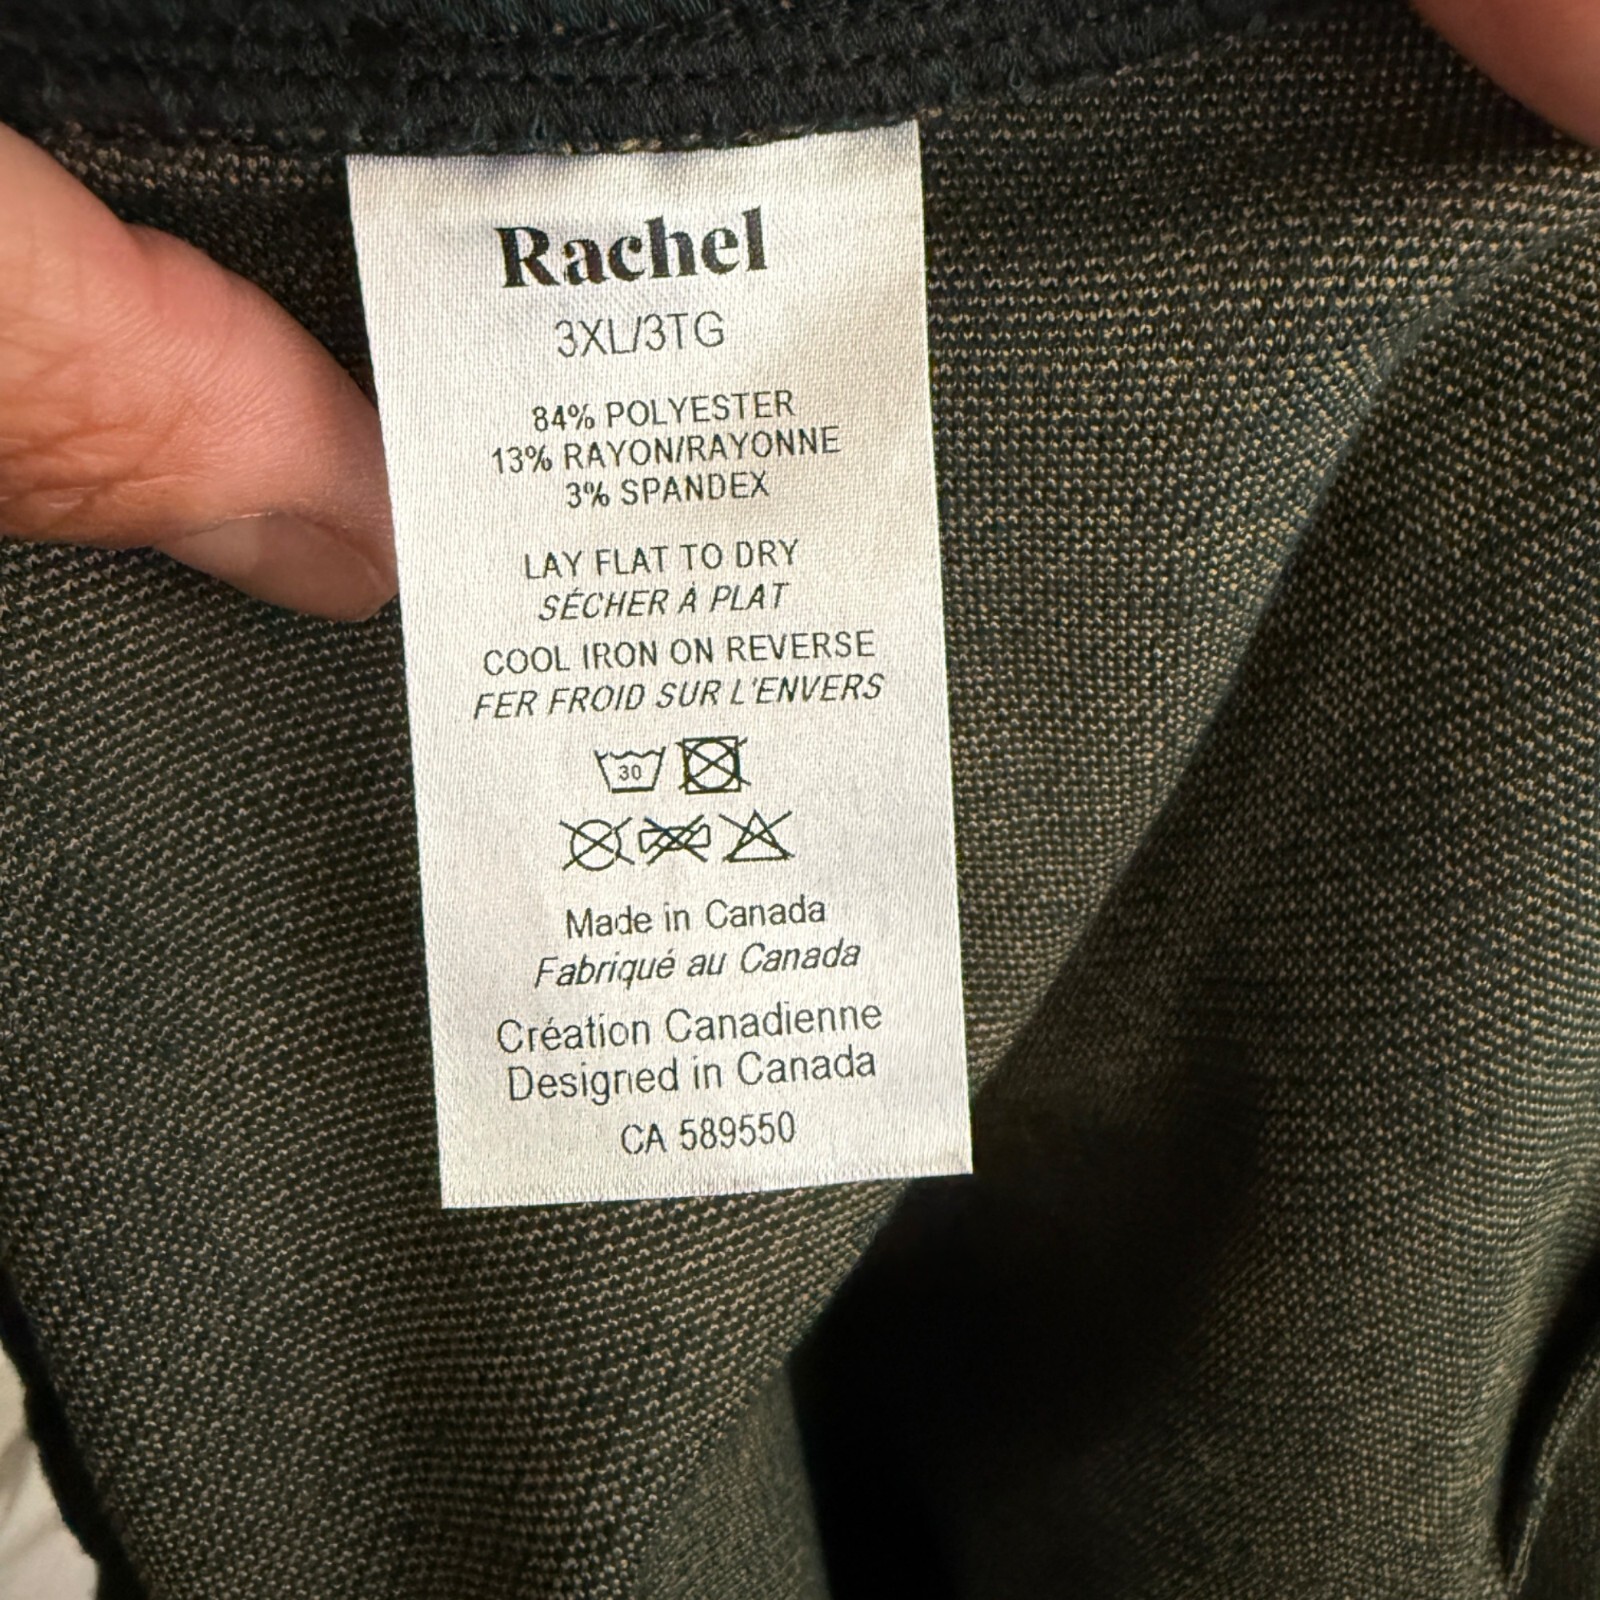 Rachel
3XL/3TG
84% POLYESTER
13% RAYON/RAYONNE
3% SPANDEX
LAY FLAT TO DRY
SÉCHER À PLAT
COOL IRON ON REVERSE
FER FROID SUR L'ENVERS
30
Made in Canada
Fabriqué au Canada
Création Canadienne
Designed in Canada
CA 589550